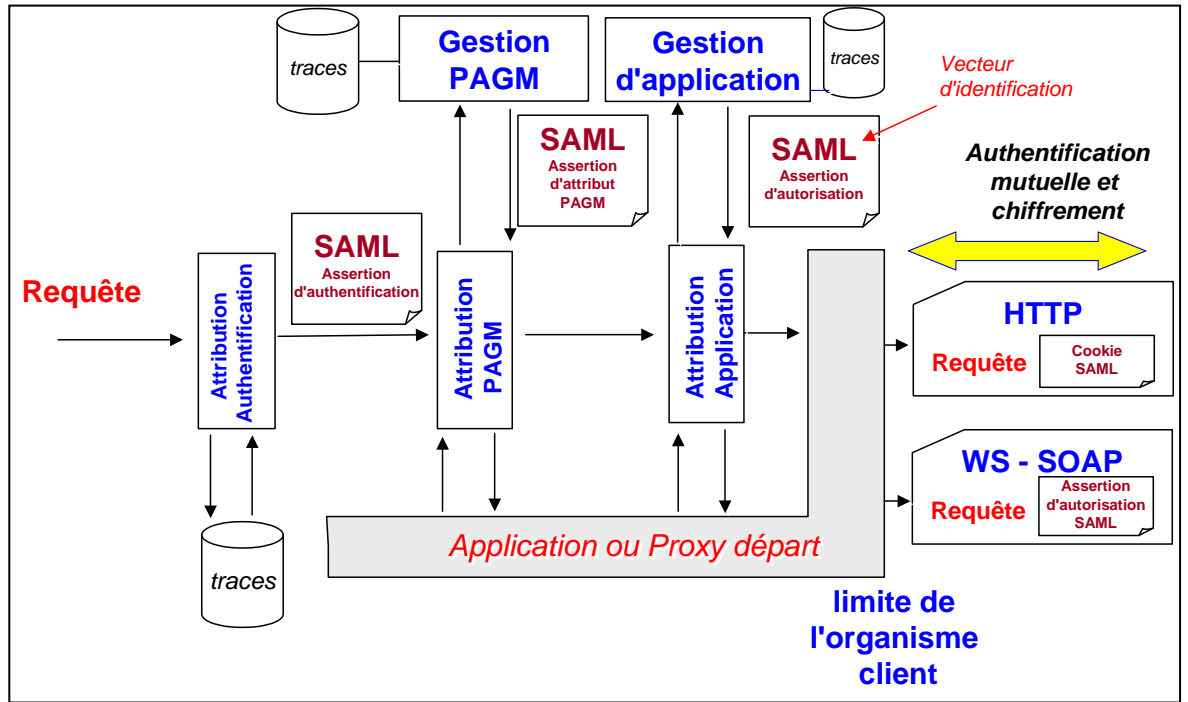 traces
Gestion
PAGM
Gestion
d'application
traces
Vecteur
d'identification
SAML
Assertion
d'attribut
PAGM
SAML
Assertion
d'autorisation
Authentification
mutuelle et
chiffrement
Requête
Attribution
Authentification
SAML
Assertion
d'authentification
Attribution
PAGM
Attribution
Application
HTTP
Requête
Cookie
SAML
WS - SOAP
Requête
Assertion
d'autorisation
SAML
traces
Application ou Proxy départ
limite de
l'organisme
client